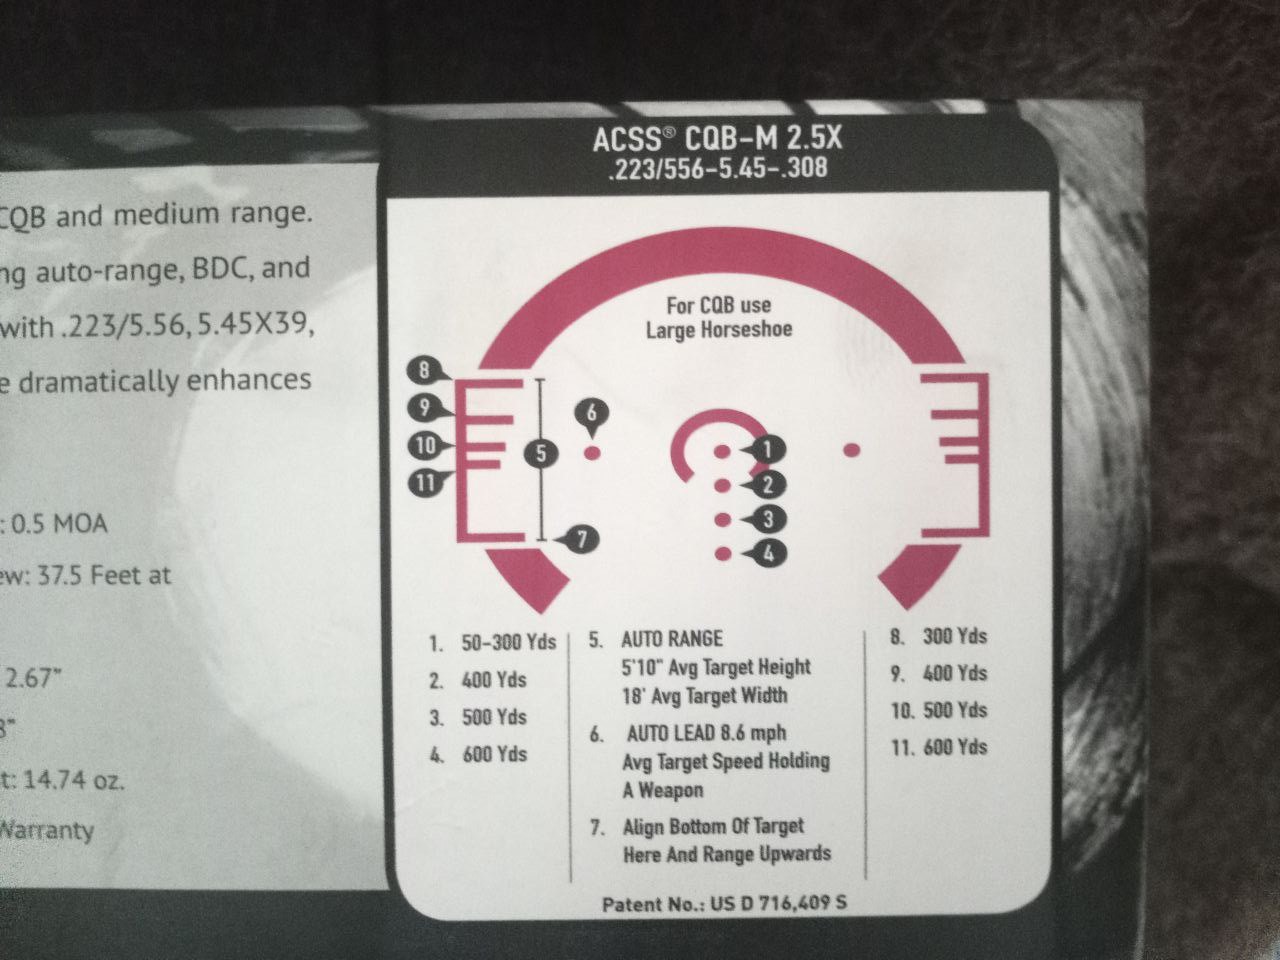 CQB and medium range.
auto-range, BDC, and
with .223/5.56, 5.45X39,
dramatically enhances
: 0.5 MOA
37.5 Feet at
2.67"
14.74 oz.
Warranty
ACSS® CQB-M 2.5X
.223/556-5.45-.308
For CQB use
Large Horseshoe
8
9
10
11
5
6
7
1
2
3
4
1. 50-300 Yds
2. 400 Yds
3. 500 Yds
4. 600 Yds
5. AUTO RANGE
5'10" Avg Target Height
18' Avg Target Width
6. AUTO LEAD 8.6 mph
Avg Target Speed Holding
A Weapon
7. Align Bottom Of Target
Here And Range Upwards
8. 300 Yds
9. 400 Yds
10. 500 Yds
11. 600 Yds
Patent No.: US D 716,409 S